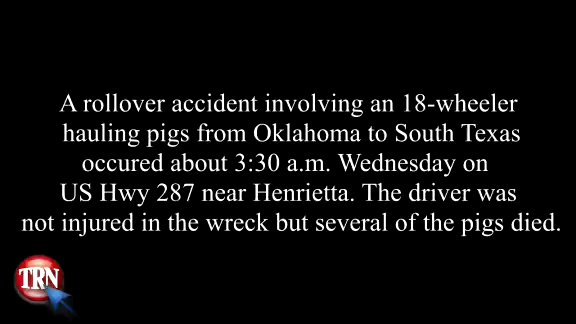 A rollover accident involving an 18-wheeler
hauling pigs from Oklahoma to South Texas
occured about 3:30 a.m. Wednesday on
US Hwy 287 near Henrietta. The driver was
not injured in the wreck but several of the pigs died.
TRN